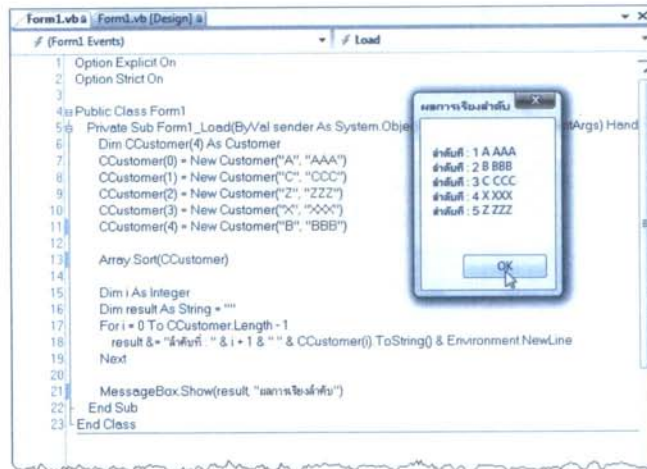 Form1.vb Form1.vb [Design]
(Form1 Events) Load
1 Option Explicit On
2 Option Strict On
3
4 Public Class Form1
5 Private Sub Form1_Load(ByVal sender As System.Obje tArgs) Hand
6 Dim CCustomer(4) As Customer
7 CCustomer(0) = New Customer("A", "AAA")
8 CCustomer(1) = New Customer("C", "CCC")
9 CCustomer(2) = New Customer("Z", "ZZZ")
10 CCustomer(3) = New Customer("X", "XXX")
11 CCustomer(4) = New Customer("B", "BBB")
12
13 Array.Sort(CCustomer)
14
15 Dim i As Integer
16 Dim result As String = ""
17 For i = 0 To CCustomer.Length - 1
18 result &= "ลำดับที่ : " & i + 1 & " " & CCustomer(i).ToString() & Environment.NewLine
19 Next
20
21 MessageBox.Show(result, "ผลการเรียงลำดับ")
22 End Sub
23 End Class
ผลการเรียงลำดับ
ลำดับที่ : 1 A AAA
ลำดับที่ : 2 B BBB
ลำดับที่ : 3 C CCC
ลำดับที่ : 4 X XXX
ลำดับที่ : 5 Z ZZZ
OK